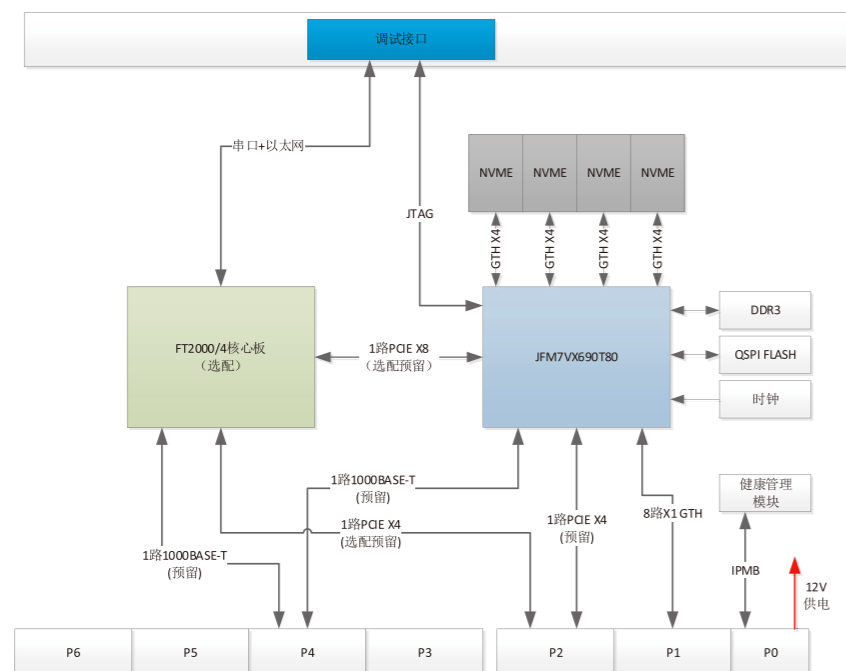 调试接口
串口+以太网
NVME
NVME
NVME
NVME
JTAG
GTH X4
GTH X4
GTH X4
GTH X4
FT2000/4核心板
（选配）
1路PCIE X8
（选配预留）
JFM7VX690T80
DDR3
QSPI FLASH
时钟
健康管理
模块
1路1000BASE-T
(预留)
1路PCIE X4
(选配预留)
1路PCIE X4
(预留)
8路X1 GTH
1路1000BASE-T
(预留)
IPMB
12V
供电
P6
P5
P4
P3
P2
P1
P0